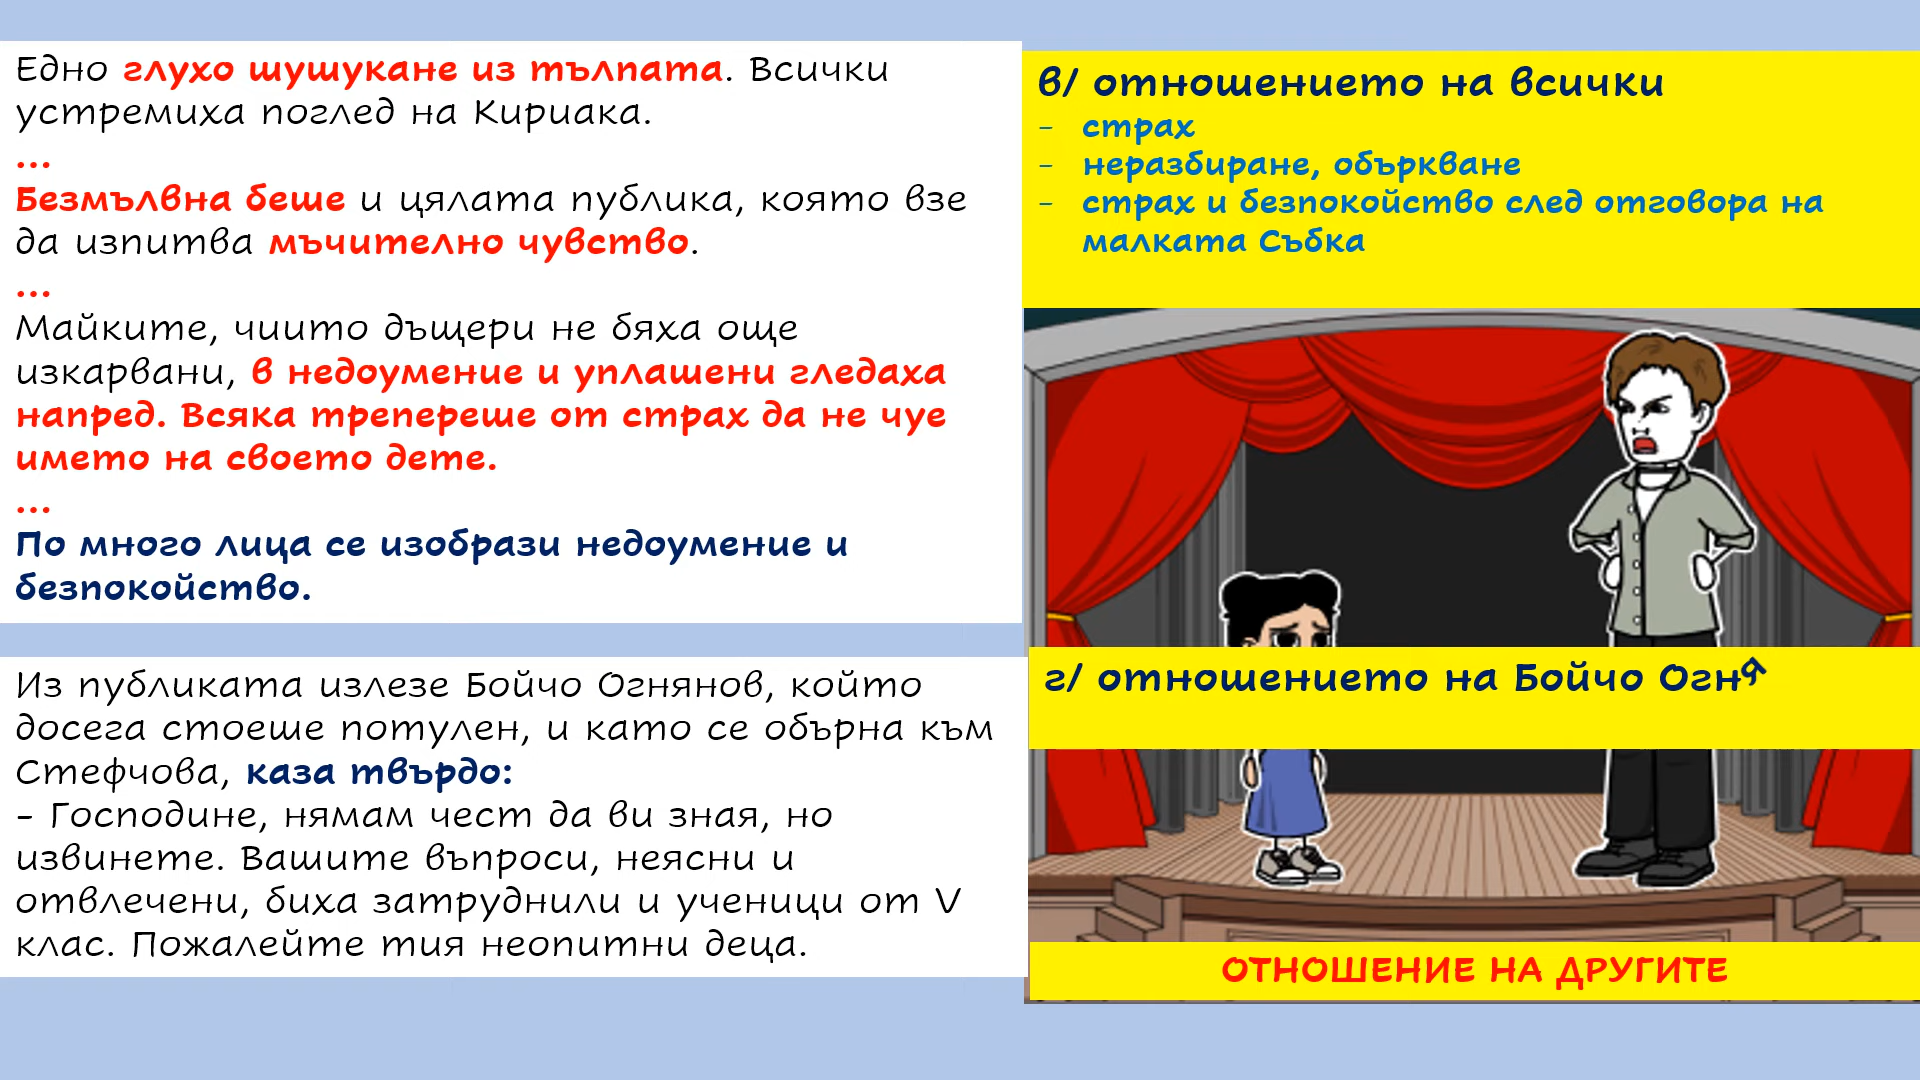 Едно глухо шушукане из тълпата. Всички
устремиха поглед на Кириака.
...
Безмълвна беше и цялата публика, която взе
да изпитва мъчително чувство.
...
Майките, чиито дъщери не бяха още
изкарвани, в недоумение и уплашени гледаха
напред. Всяка трепереше от страх да не чуе
името на своето дете.
...
По много лица се изобрази недоумение и
безпокойство.
Из публиката излезе Бойчо Огнянов, който
досега стоеше потулен, и като се обърна към
Стефчова, каза твърдо:
- Господине, нямам чест да ви зная, но
извинете. Вашите въпроси, неясни и
отвлечени, биха затруднили и ученици от V
клас. Пожалейте тия неопитни деца.
в/ отношението на всички
- страх
- неразбиране, объркване
- страх и безпокойство след отговора на
малката Събка
г/ отношението на Бойчо Огня
ОТНОШЕНИЕ НА ДРУГИТЕ